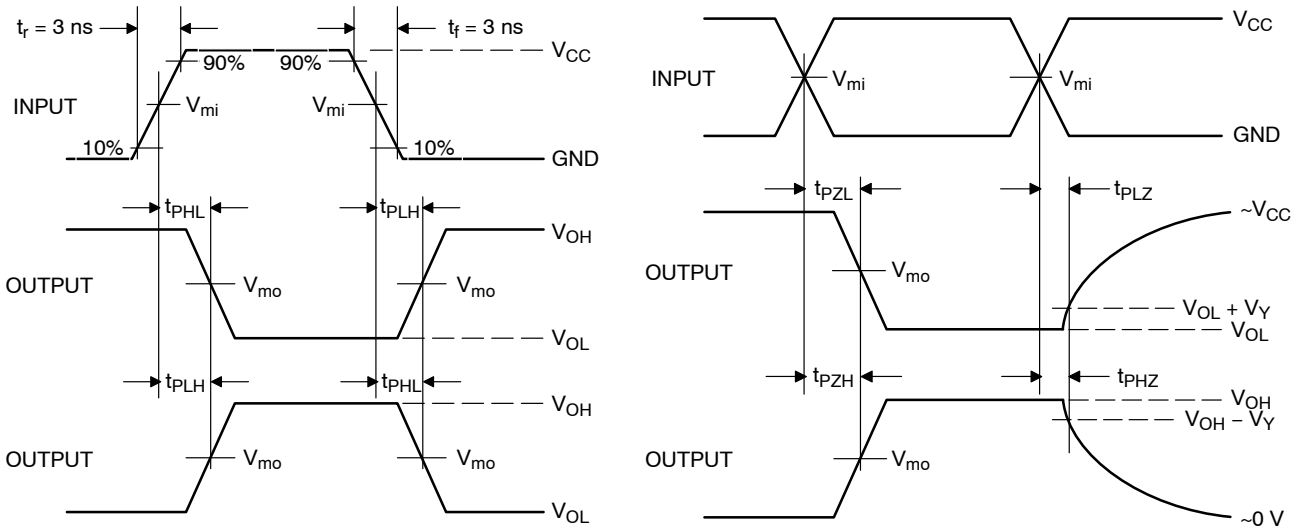 t_r = 3 ns t_f = 3 ns
V_CC
90% 90%
INPUT V_mi V_mi
10% 10%
GND
t_PHL t_PLH
V_OH
OUTPUT V_mo V_mo
V_OL
t_PLH t_PHL
V_OH
OUTPUT V_mo V_mo
V_OL
V_CC
INPUT V_mi V_mi
GND
t_PZL t_PLZ
~V_CC
OUTPUT V_mo
V_OL + V_Y
V_OL
t_PZH t_PHZ
V_OH
V_OH − V_Y
OUTPUT V_mo
~0 V